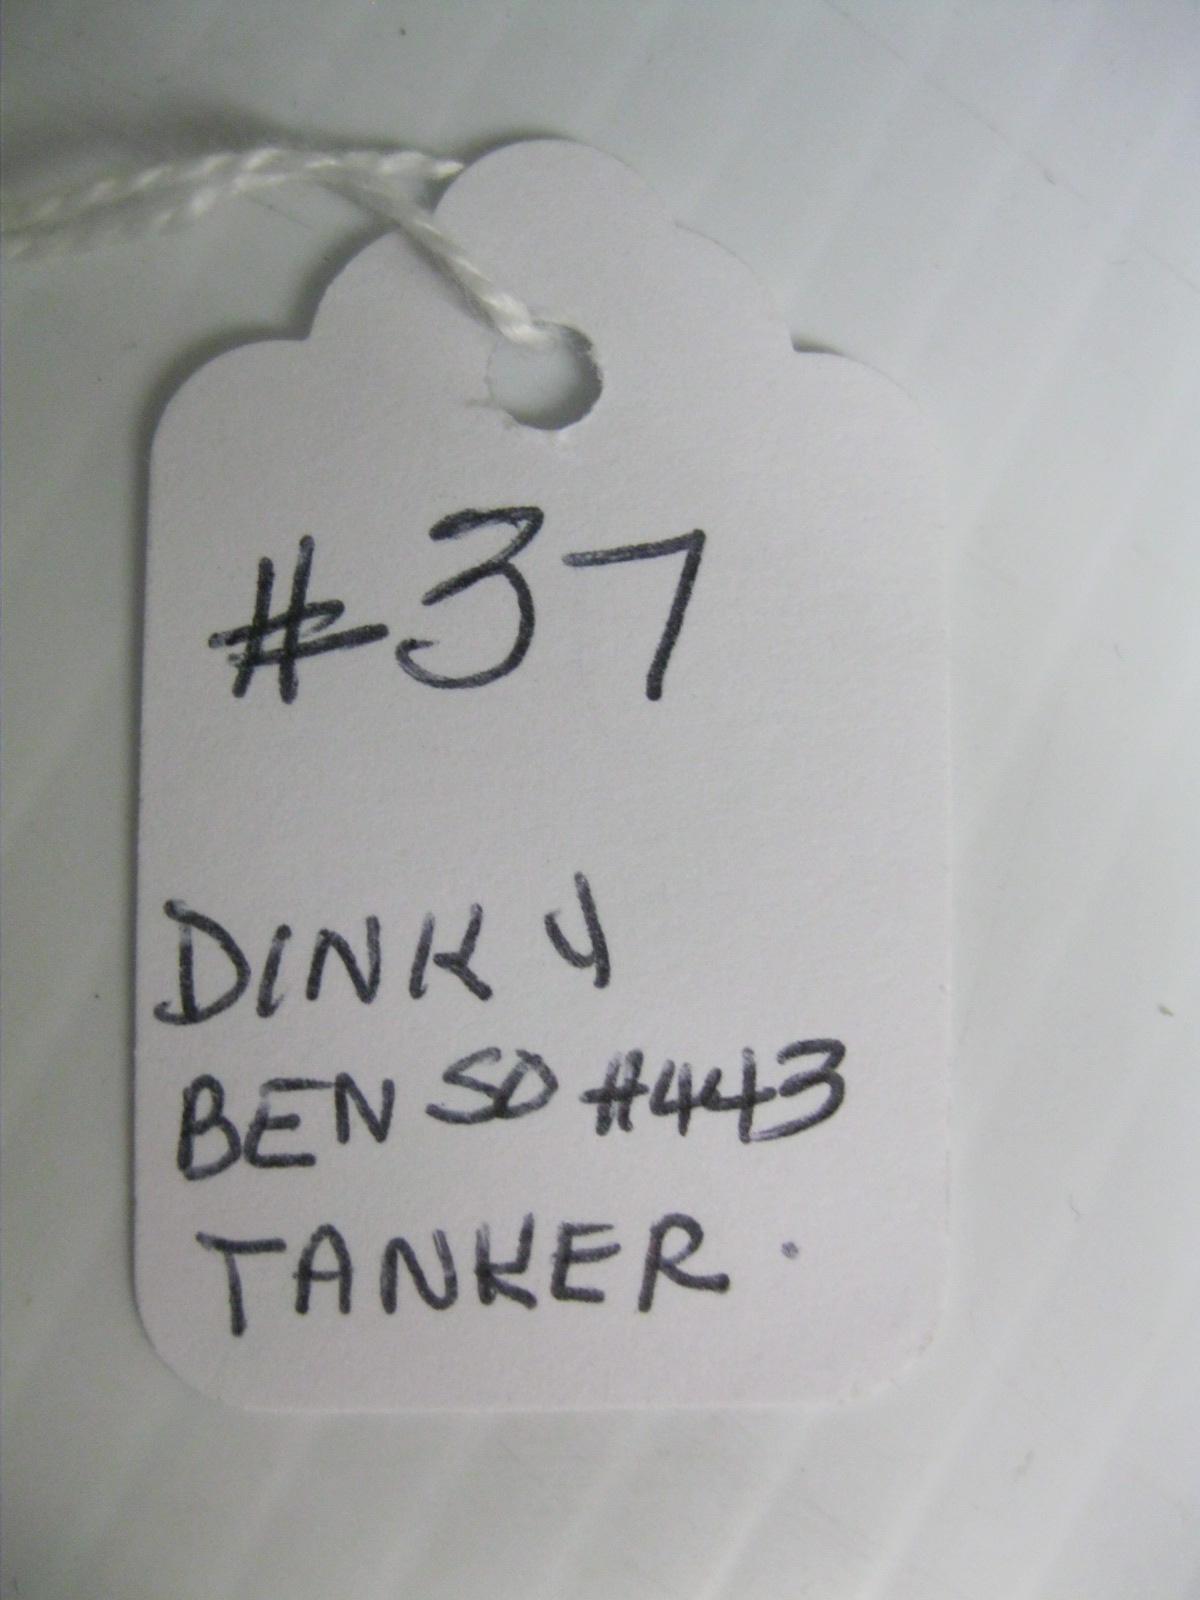 #37
DINKY
BENSO #443
TANKER.